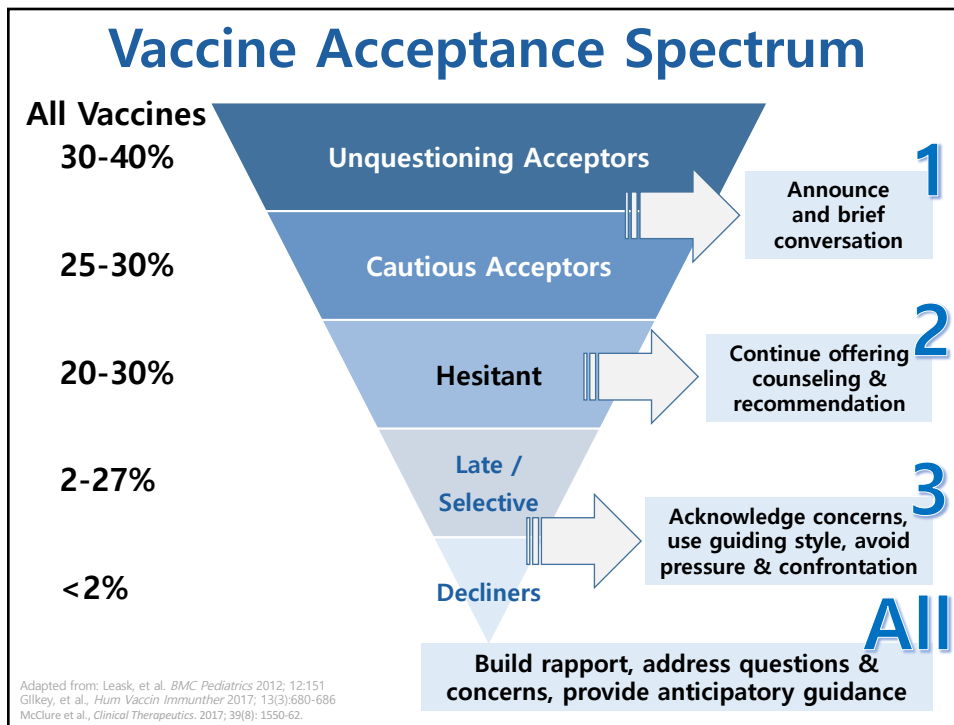 Vaccine Acceptance Spectrum
All Vaccines
30-40%
Unquestioning Acceptors
1
Announce
and brief
conversation
25-30%
Cautious Acceptors
2
20-30%
Hesitant
Continue offering
counseling &
recommendation
2-27%
Late /
Selective
3
Acknowledge concerns,
use guiding style, avoid
pressure & confrontation
<2%
Decliners
All
Build rapport, address questions &
concerns, provide anticipatory guidance
Adapted from: Leask, et al. BMC Pediatrics 2012; 12:151
GIlkey, et al., Hum Vaccin Immunther 2017; 13(3):680-686
McClure et al., Clinical Therapeutics. 2017; 39(8): 1550-62.